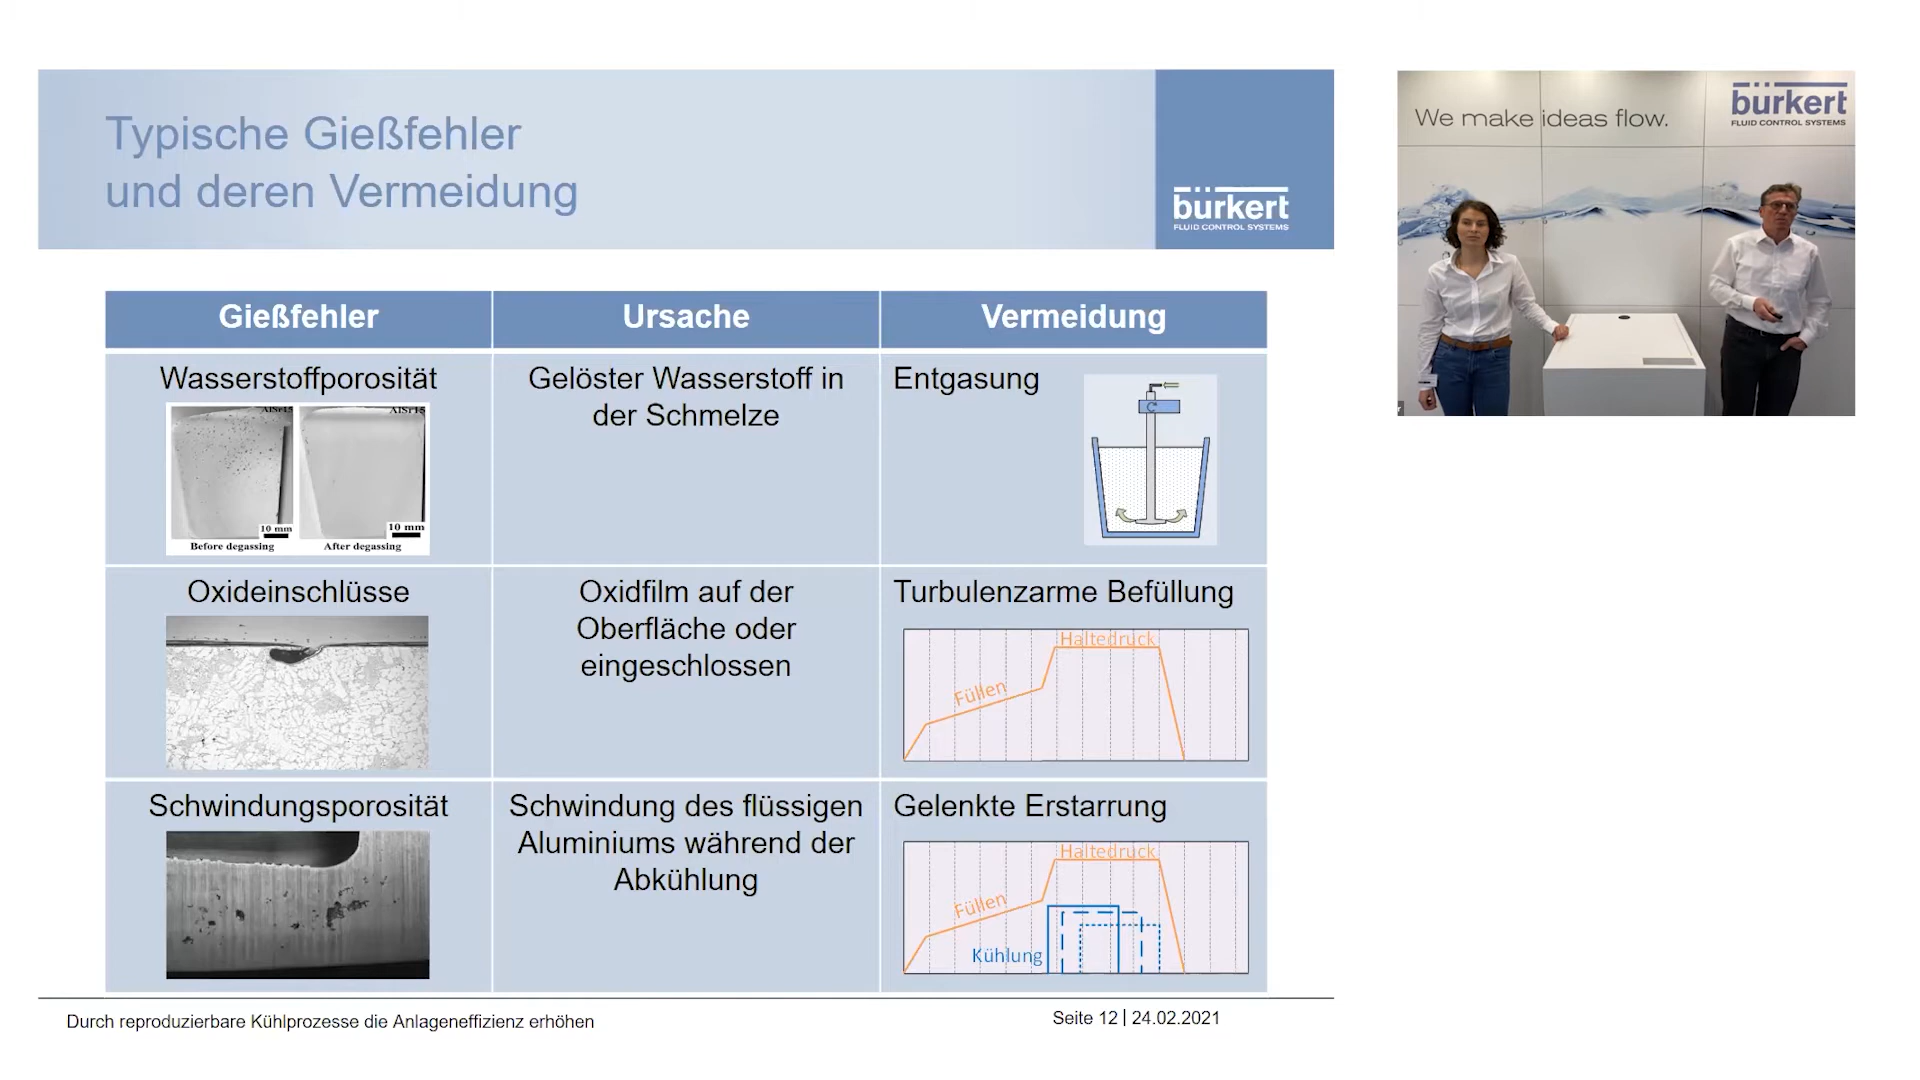 Typische Gießfehler
und deren Vermeidung
bürkert
FLUID CONTROL SYSTEMS
We make ideas flow.
bürkert
FLUID CONTROL SYSTEMS
Gießfehler
Ursache
Vermeidung
Wasserstoffporosität
AlSr15
AlSr15
10 mm
10 mm
Before degassing
After degassing
Gelöster Wasserstoff in
der Schmelze
Entgasung
Oxideinschlüsse
Oxidfilm auf der
Oberfläche oder
eingeschlossen
Turbulenzarme Befüllung
Haltedruck
Füllen
Schwindungsporosität
Schwindung des flüssigen
Aluminiums während der
Abkühlung
Gelenkte Erstarrung
Haltedruck
Füllen
Kühlung
Durch reproduzierbare Kühlprozesse die Anlageneffizienz erhöhen
Seite 12 | 24.02.2021